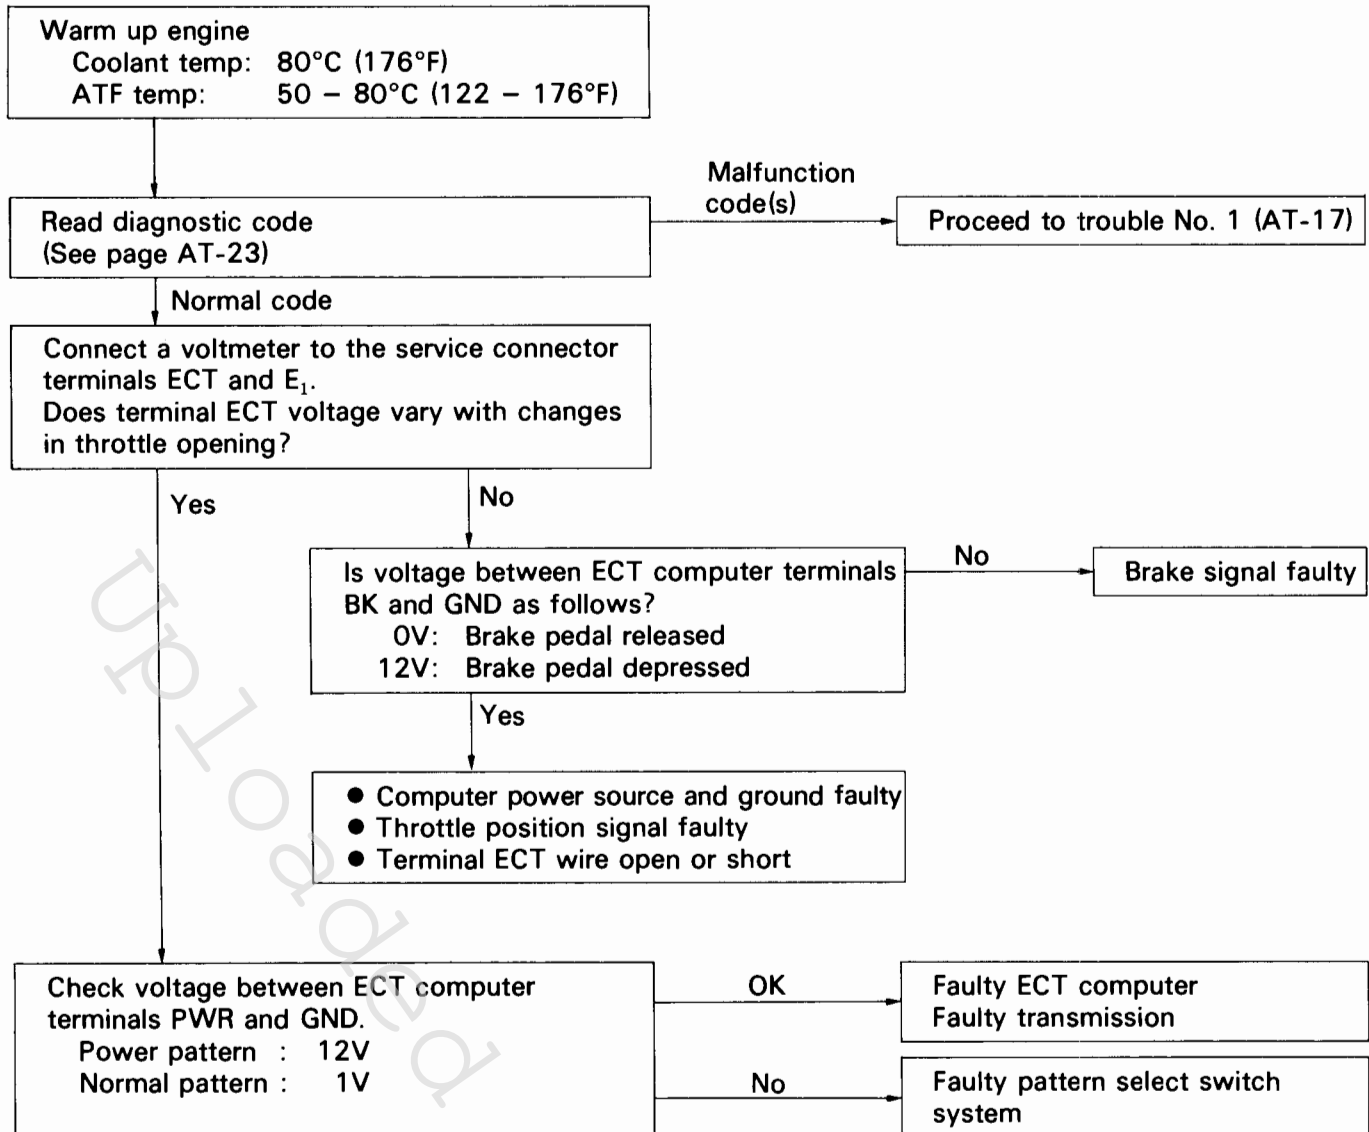 Warm up engine
Coolant temp: 80°C (176°F)
ATF temp: 50 – 80°C (122 – 176°F)
Read diagnostic code
(See page AT-23)
Malfunction
code(s)
Proceed to trouble No. 1 (AT-17)
Normal code
Connect a voltmeter to the service connector
terminals ECT and E₁.
Does terminal ECT voltage vary with changes
in throttle opening?
Yes
No
Is voltage between ECT computer terminals
BK and GND as follows?
0V: Brake pedal released
12V: Brake pedal depressed
No
Brake signal faulty
Yes
● Computer power source and ground faulty
● Throttle position signal faulty
● Terminal ECT wire open or short
Check voltage between ECT computer
terminals PWR and GND.
Power pattern : 12V
Normal pattern : 1V
OK
Faulty ECT computer
Faulty transmission
No
Faulty pattern select switch
system
Uploaded